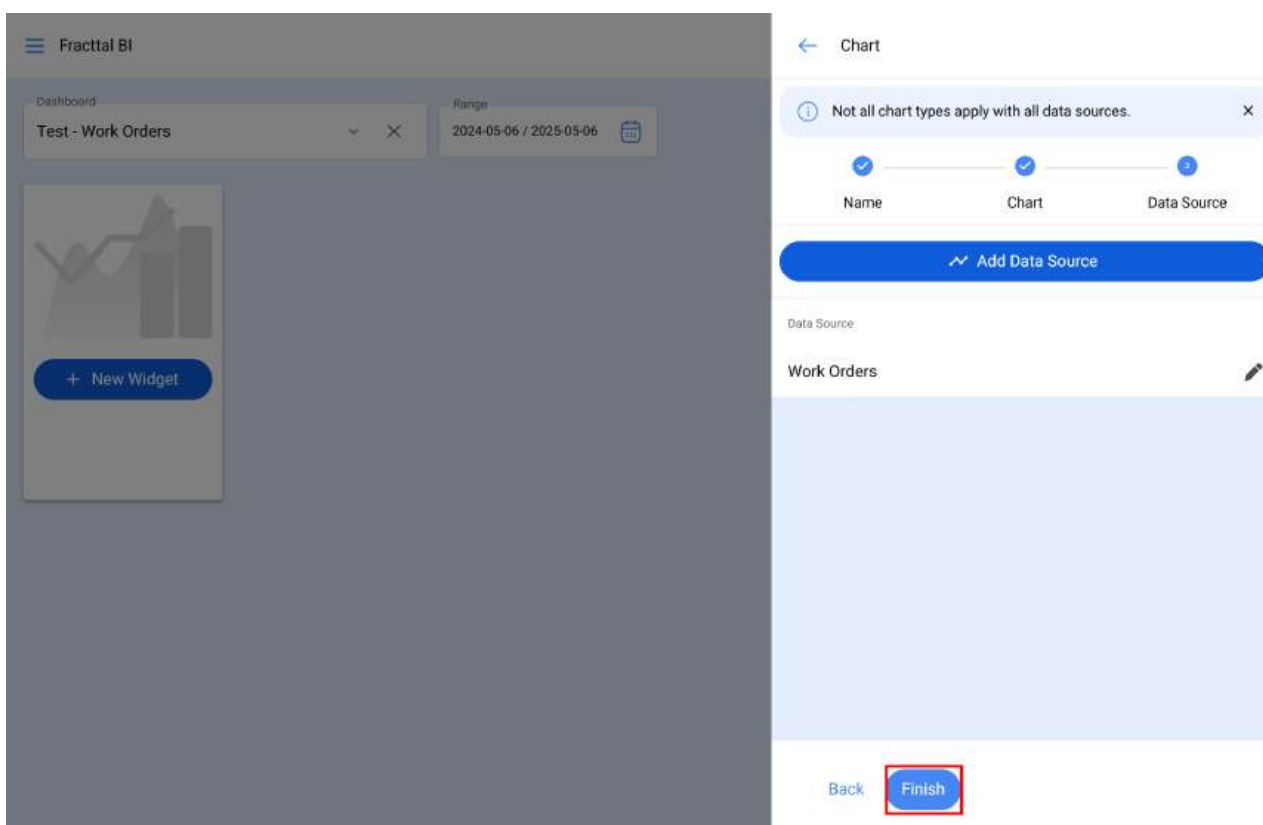 Fracttal BI
Dashboard
Test - Work Orders
Range
2024-05-06 / 2025-05-06
+ New Widget
Chart
Not all chart types apply with all data sources.
3
Name Chart Data Source
Add Data Source
Data Source
Work Orders
Back Finish